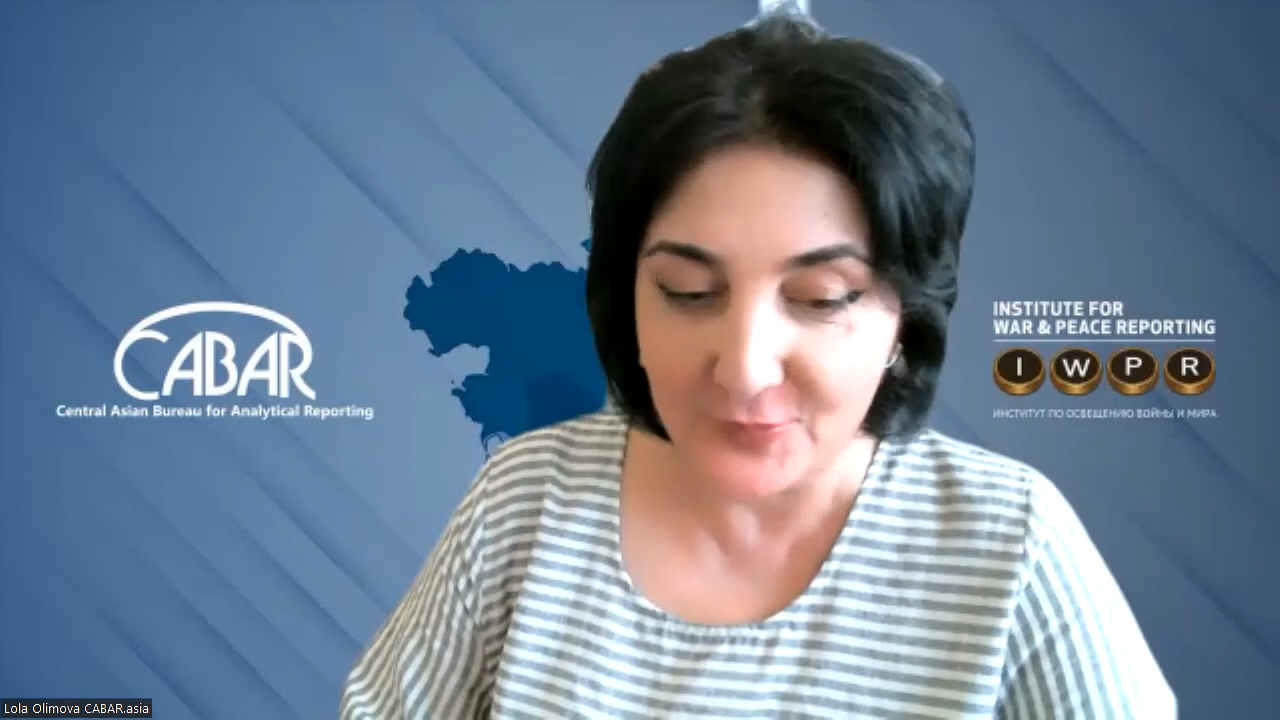 CABAR
Central Asian Bureau for Analytical Reporting
INSTITUTE FOR
WAR & PEACE REPORTING
I W P R
ИНСТИТУТ ПО ОСВЕЩЕНИЮ ВОЙНЫ И МИРА
Lola Olimova CABAR.asia